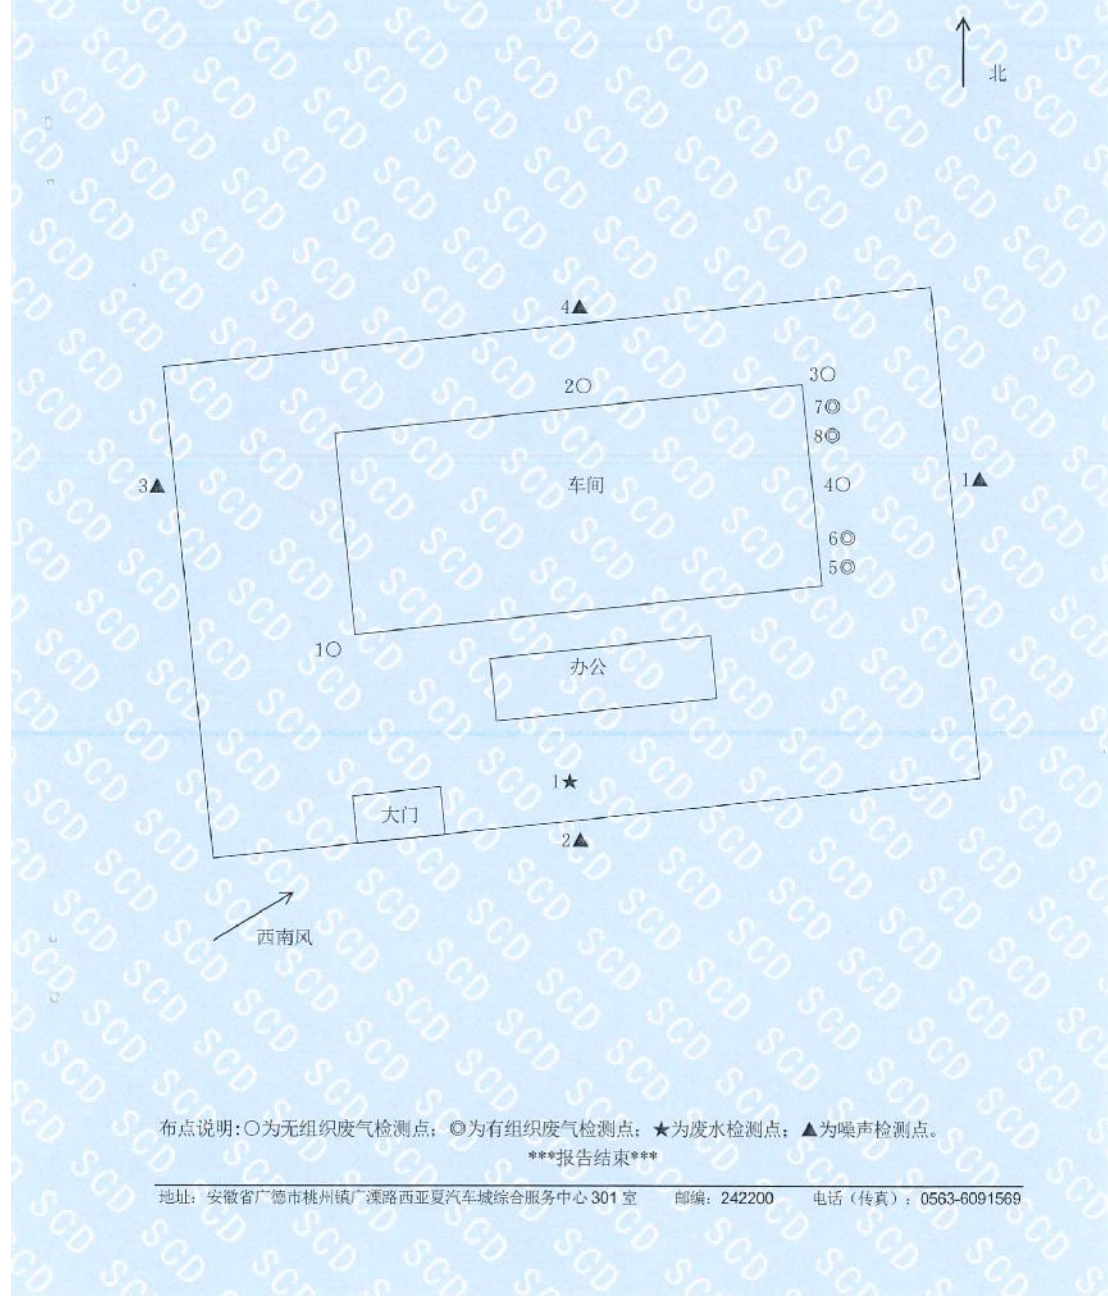 北
4▲
2○
3○
7◎
8◎
车间
3▲
4○
1▲
6◎
5◎
1○
办公
1★
大门
2▲
西南风
布点说明:○为无组织废气检测点；◎为有组织废气检测点；★为废水检测点；▲为噪声检测点。
***报告结束***
地址：安徽省广德市桃州镇广溧路西亚夏汽车城综合服务中心 301 室 邮编：242200 电话（传真）：0563-6091569
SCD